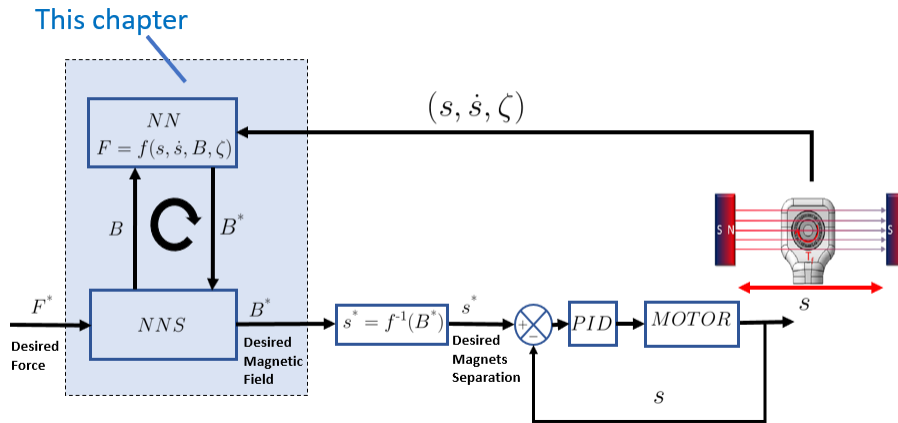 This chapter
(s, ṡ, ζ)
NN
F = f(s, ṡ, B, ζ)
B
B*
S N
T
S
s
F*
NNS
B*
s* = f⁻¹(B*)
s*
+
−
PID
MOTOR
Desired
Force
Desired
Magnetic
Field
Desired
Magnets
Separation
s